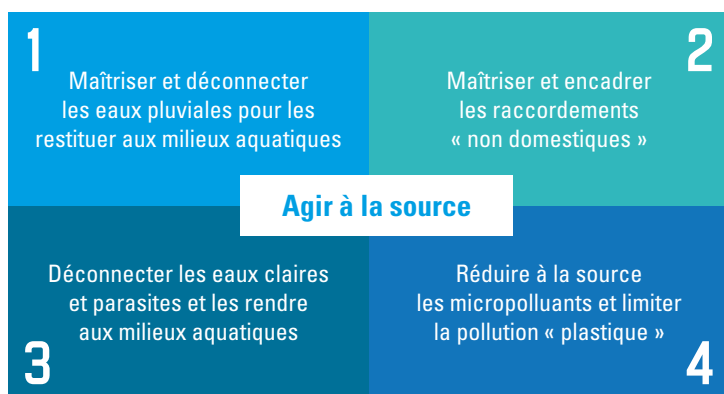 1
Maîtriser et déconnecter
les eaux pluviales pour les
restituer aux milieux aquatiques
2
Maîtriser et encadrer
les raccordements
« non domestiques »
Agir à la source
Déconnecter les eaux claires
et parasites et les rendre
aux milieux aquatiques
3
Réduire à la source
les micropolluants et limiter
la pollution « plastique »
4